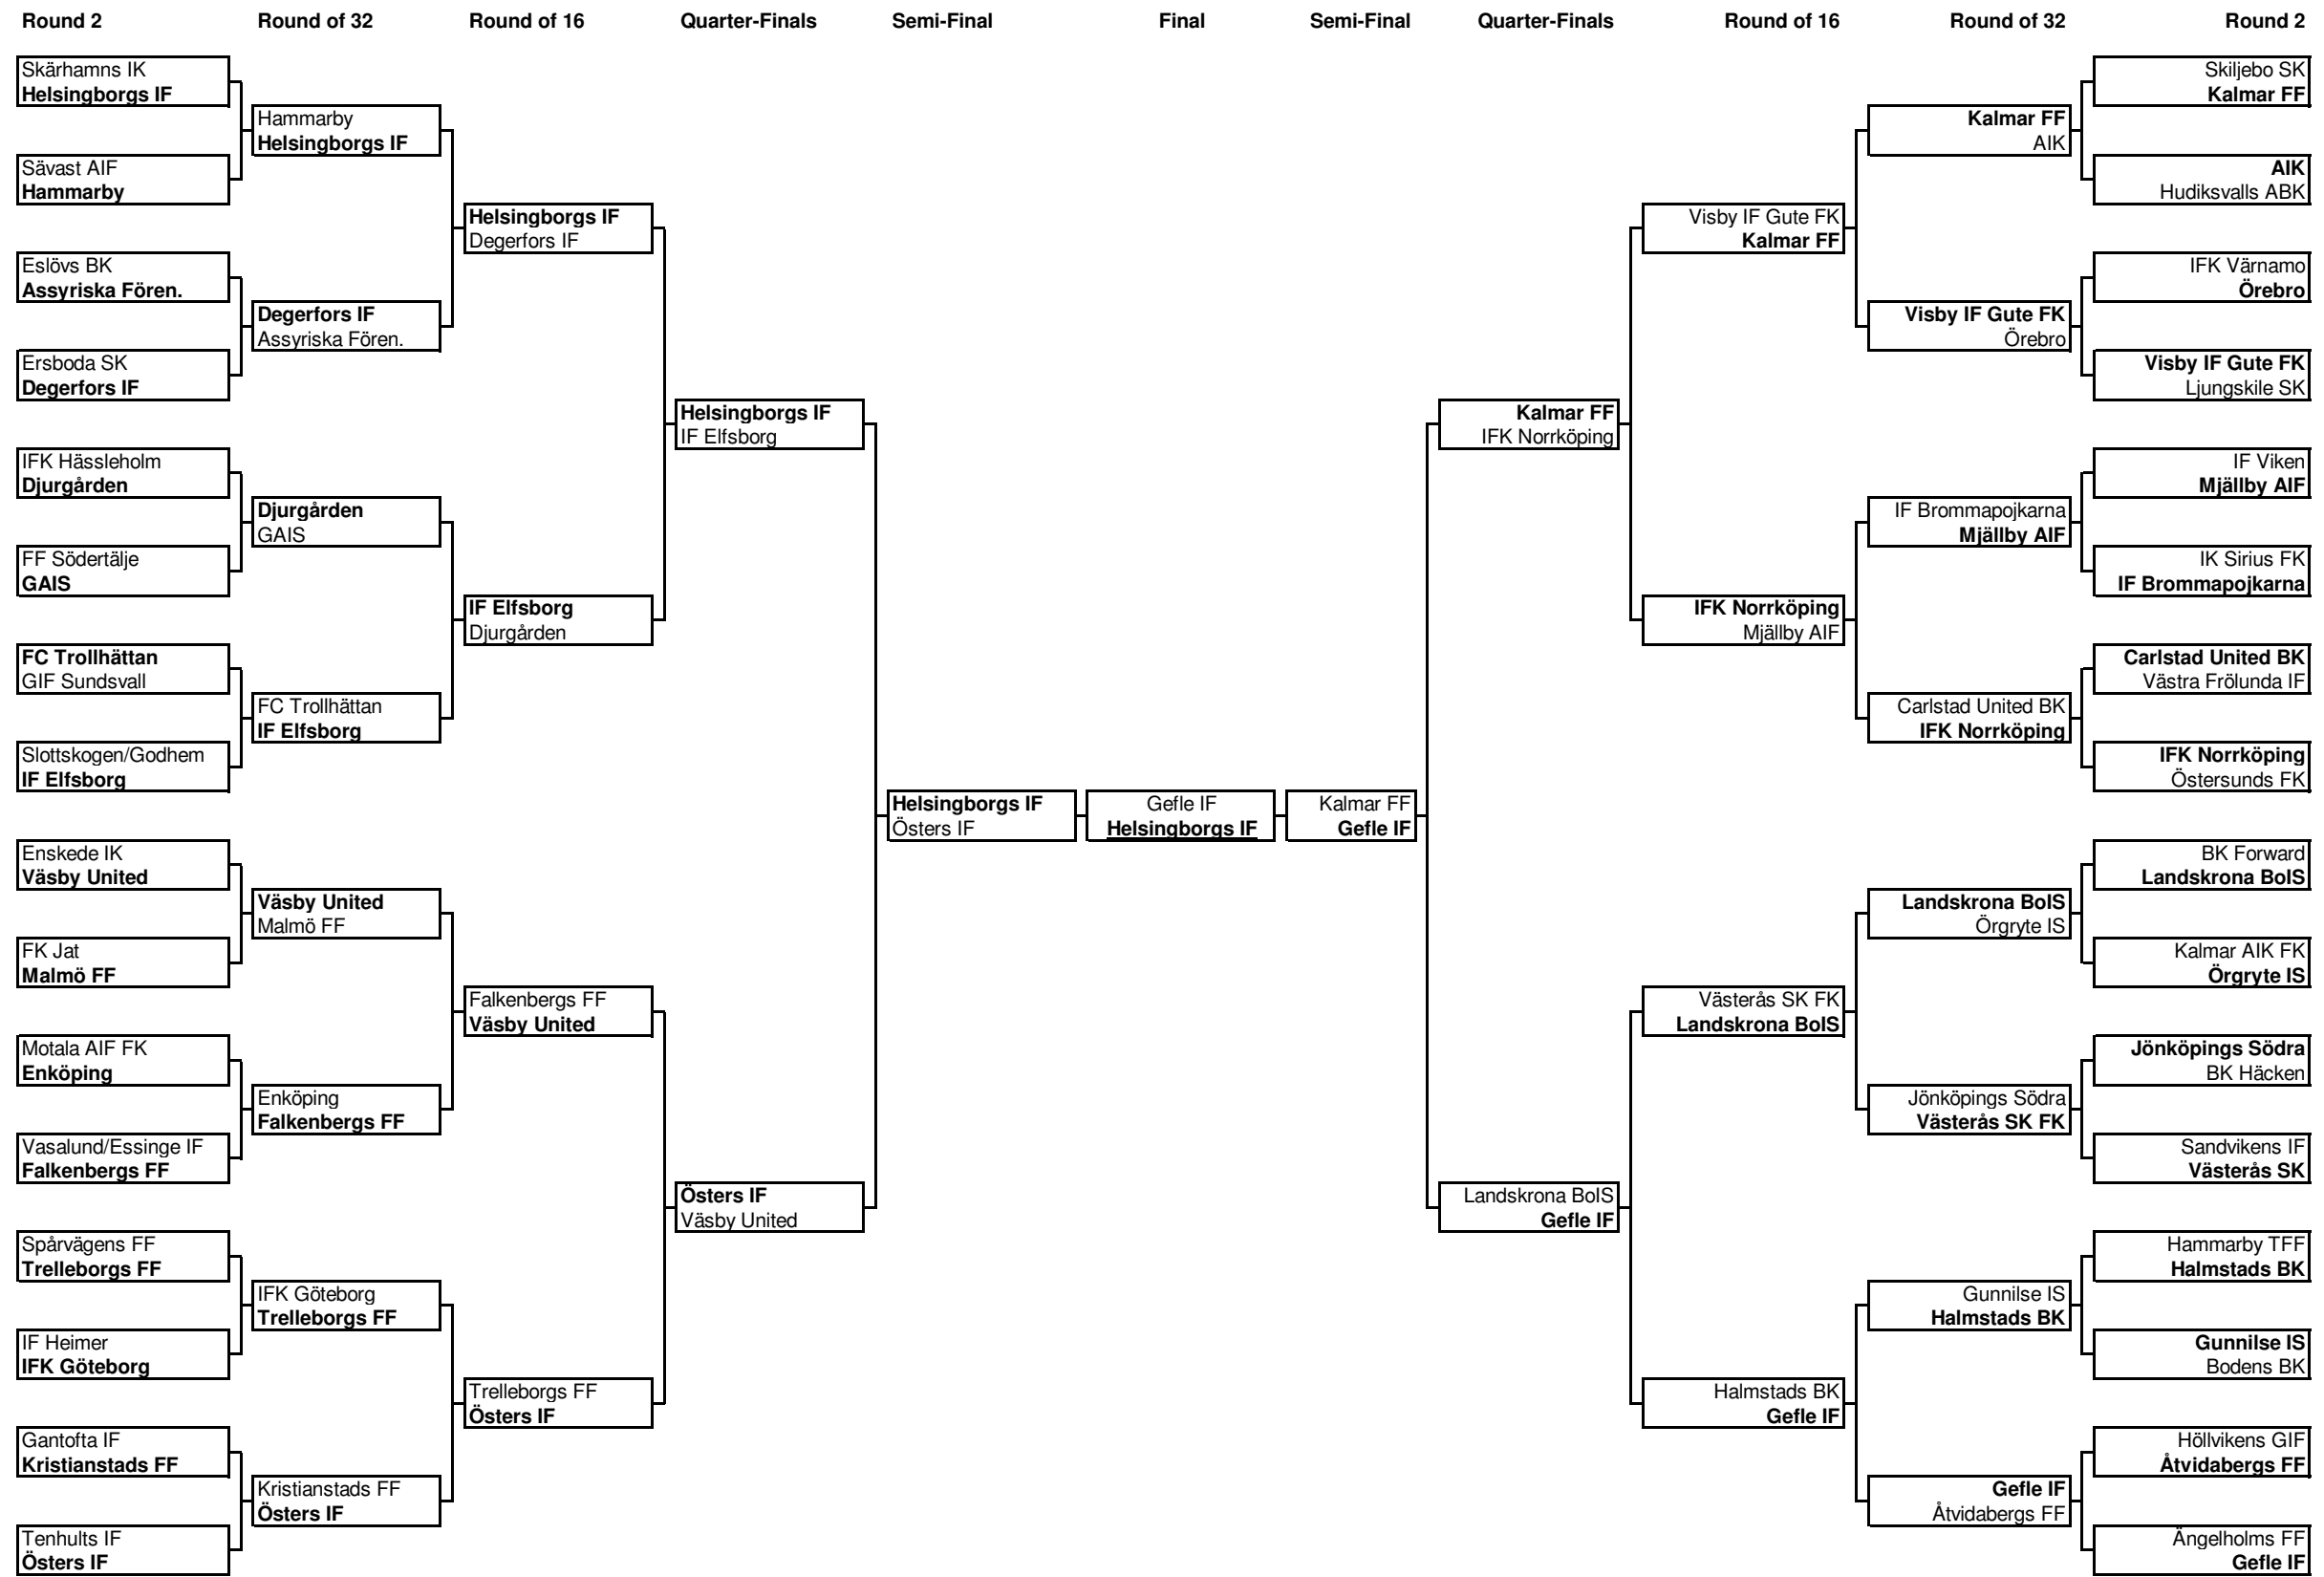 Round 2
Round of 32
Round of 16
Quarter-Finals
Semi-Final
Final
Semi-Final
Quarter-Finals
Round of 16
Round of 32
Round 2
Skärhamns IK
Helsingborgs IF
Sävast AIF
Hammarby
Eslövs BK
Assyriska Fören.
Ersboda SK
Degerfors IF
IFK Hässleholm
Djurgården
FF Södertälje
GAIS
FC Trollhättan
GIF Sundsvall
Slottskogen/Godhem
IF Elfsborg
Enskede IK
Väsby United
FK Jat
Malmö FF
Motala AIF FK
Enköping
Vasalund/Essinge IF
Falkenbergs FF
Spårvägens FF
Trelleborgs FF
IF Heimer
IFK Göteborg
Gantofta IF
Kristianstads FF
Tenhults IF
Östers IF
Hammarby
Helsingborgs IF
Degerfors IF
Assyriska Fören.
Djurgården
GAIS
FC Trollhättan
IF Elfsborg
Väsby United
Malmö FF
Enköping
Falkenbergs FF
IFK Göteborg
Trelleborgs FF
Kristianstads FF
Östers IF
Helsingborgs IF
Degerfors IF
IF Elfsborg
Djurgården
Falkenbergs FF
Väsby United
Trelleborgs FF
Östers IF
Helsingborgs IF
IF Elfsborg
Östers IF
Väsby United
Helsingborgs IF
Östers IF
Gefle IF
Helsingborgs IF
Kalmar FF
Gefle IF
Kalmar FF
IFK Norrköping
Landskrona BoIS
Gefle IF
Visby IF Gute FK
Kalmar FF
IFK Norrköping
Mjällby AIF
Västerås SK FK
Landskrona BoIS
Halmstads BK
Gefle IF
Kalmar FF
AIK
Visby IF Gute FK
Örebro
IF Brommapojkarna
Mjällby AIF
Carlstad United BK
IFK Norrköping
Landskrona BoIS
Örgryte IS
Jönköpings Södra
Västerås SK FK
Gunnilse IS
Halmstads BK
Gefle IF
Åtvidabergs FF
Skiljebo SK
Kalmar FF
AIK
Hudiksvalls ABK
IFK Värnamo
Örebro
Visby IF Gute FK
Ljungskile SK
IF Viken
Mjällby AIF
IK Sirius FK
IF Brommapojkarna
Carlstad United BK
Västra Frölunda IF
IFK Norrköping
Östersunds FK
BK Forward
Landskrona BoIS
Kalmar AIK FK
Örgryte IS
Jönköpings Södra
BK Häcken
Sandvikens IF
Västerås SK
Hammarby TFF
Halmstads BK
Gunnilse IS
Bodens BK
Höllvikens GIF
Åtvidabergs FF
Ängelholms FF
Gefle IF